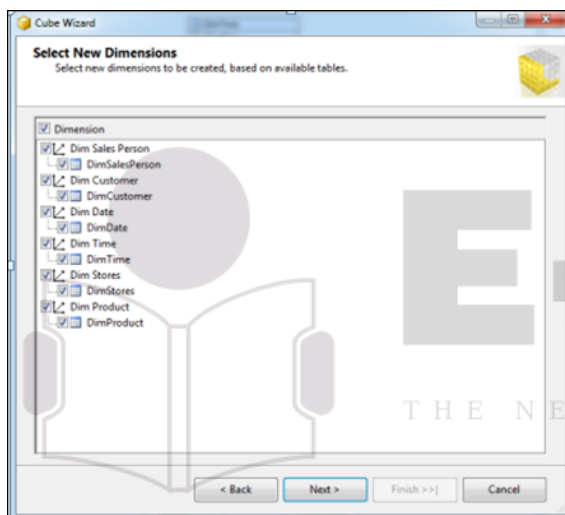 Cube Wizard
Select New Dimensions
Select new dimensions to be created, based on available tables.
Dimension
Dim Sales Person
DimSalesPerson
Dim Customer
DimCustomer
Dim Date
DimDate
Dim Time
DimTime
Dim Stores
DimStores
Dim Product
DimProduct
E
THE NE
< Back Next > Finish >>| Cancel